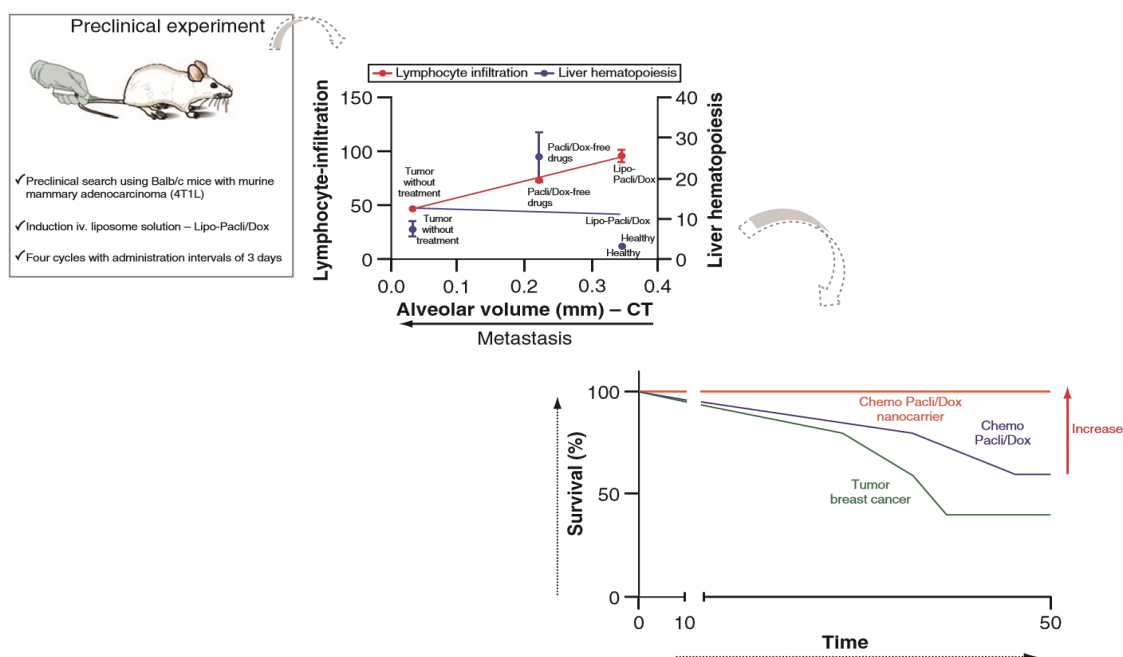 Preclinical experiment
✓Preclinical search using Balb/c mice with murine
mammary adenocarcinoma (4T1L)
✓Induction iv. liposome solution – Lipo-Pacli/Dox
✓Four cycles with administration intervals of 3 days
Lymphocyte infiltration
Liver hematopoiesis
Lymphocyte-infiltration
150
100
50
0
Tumor
without
treatment
Tumor
without
treatment
Pacli/Dox-free
drugs
Pacli/Dox-free
drugs
Lipo-
Pacli/Dox
Lipo-Pacli/Dox
Healthy
Healthy
40
30
20
10
0
Liver hematopoiesis
0.0 0.1 0.2 0.3 0.4
Alveolar volume (mm) – CT
Metastasis
Survival (%)
100
50
0
Chemo Pacli/Dox
nanocarrier
Chemo
Pacli/Dox
Tumor
breast cancer
Increase
0 10 50
Time